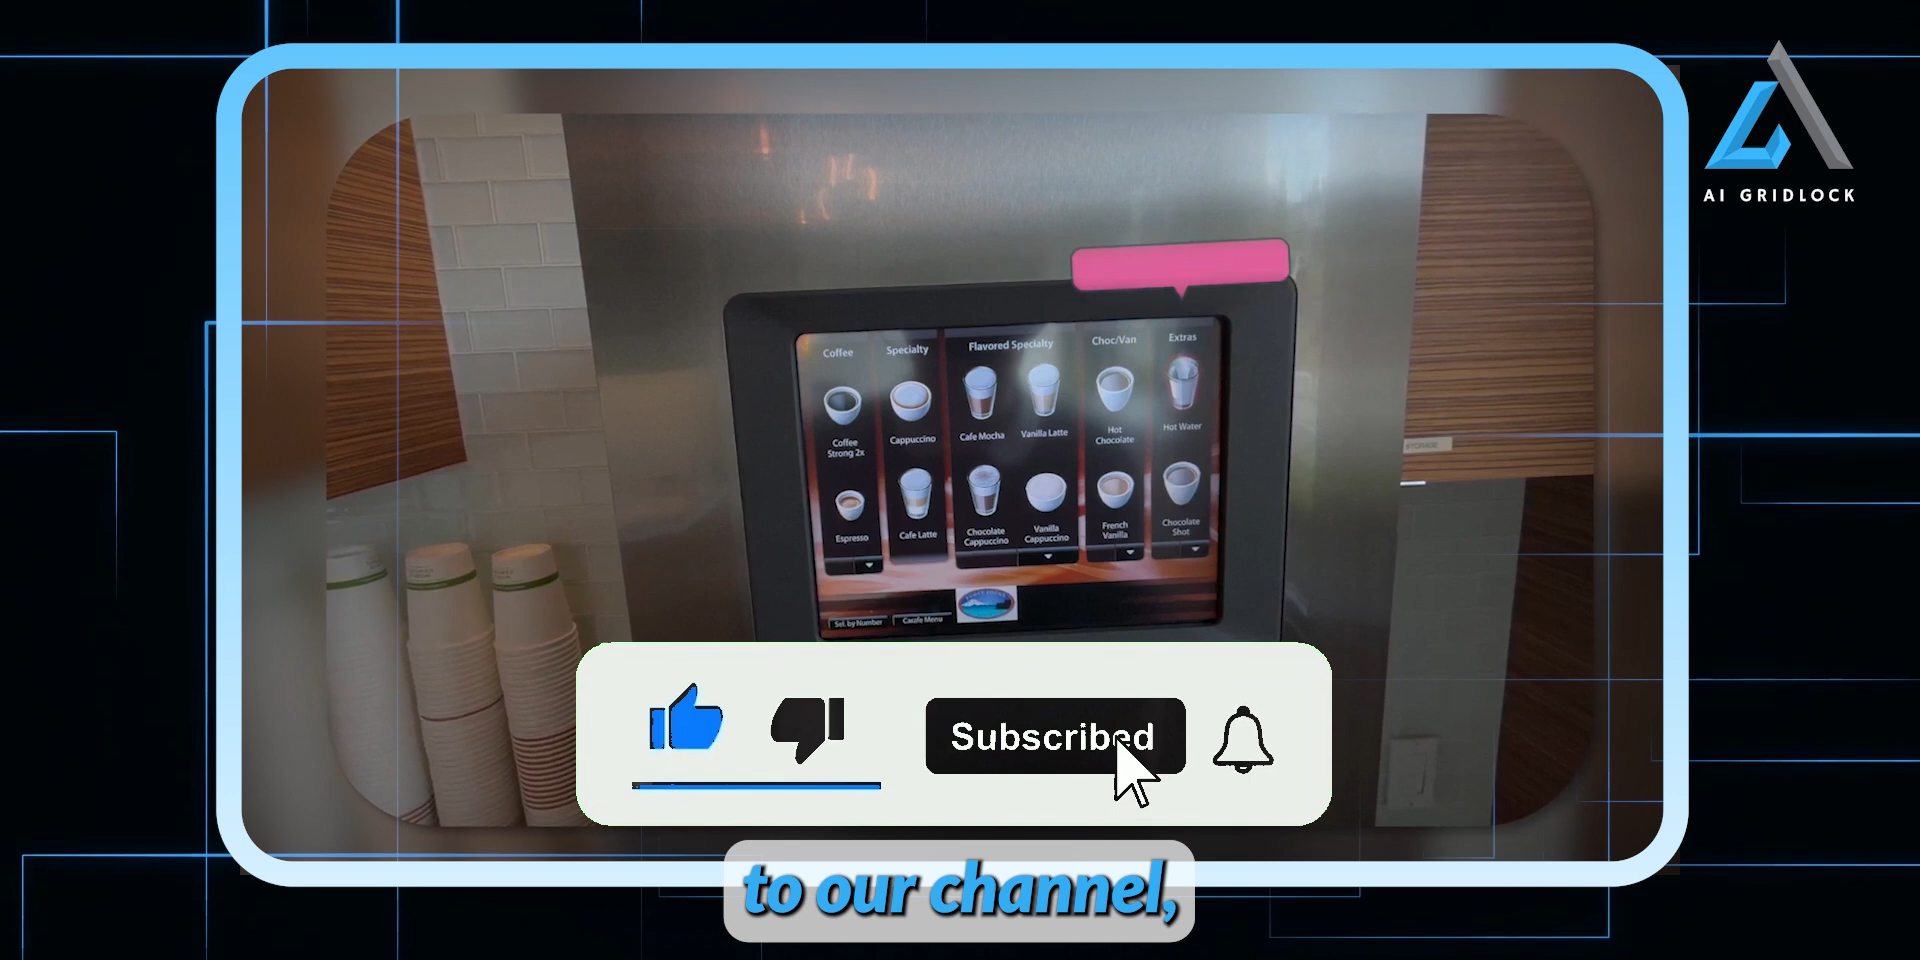 AI GRIDLOCK
Coffee
Specialty
Flavored Specialty
Choc/Van
Extras
Coffee
Strong 2x
Cappuccino
Cafe Mocha
Vanilla Latte
Hot
Chocolate
Hot Water
Espresso
Cafe Latte
Chocolate
Cappuccino
Vanilla
Cappuccino
French
Vanilla
Chocolate
Shot
Sel. by Number
Carafe Menu
STORAGE
Subscribed
to our channel,